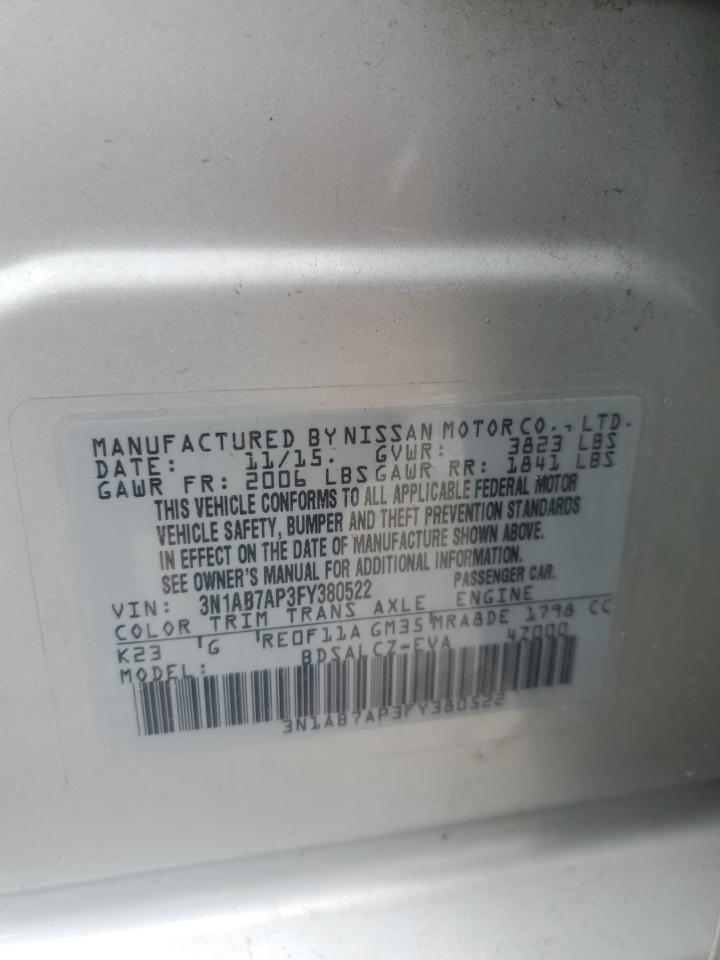 MANUFACTURED BY NISSAN MOTOR CO., LTD.
DATE: 11/15. GVWR: 3823 LBS
GAWR FR: 2006 LBS GAWR RR: 1841 LBS
THIS VEHICLE CONFORMS TO ALL APPLICABLE FEDERAL MOTOR
VEHICLE SAFETY, BUMPER AND THEFT PREVENTION STANDARDS
IN EFFECT ON THE DATE OF MANUFACTURE SHOWN ABOVE.
SEE OWNER'S MANUAL FOR ADDITIONAL INFORMATION.
VIN: 3N1AB7AP3FY380522 PASSENGER CAR.
COLOR TRIM TRANS AXLE ENGINE
K23 G RE0F11A GM35 MRA8DE 1798 CC
MODEL: BDSALCZ-EVA 4Z000
3N1AB7AP3FY380522